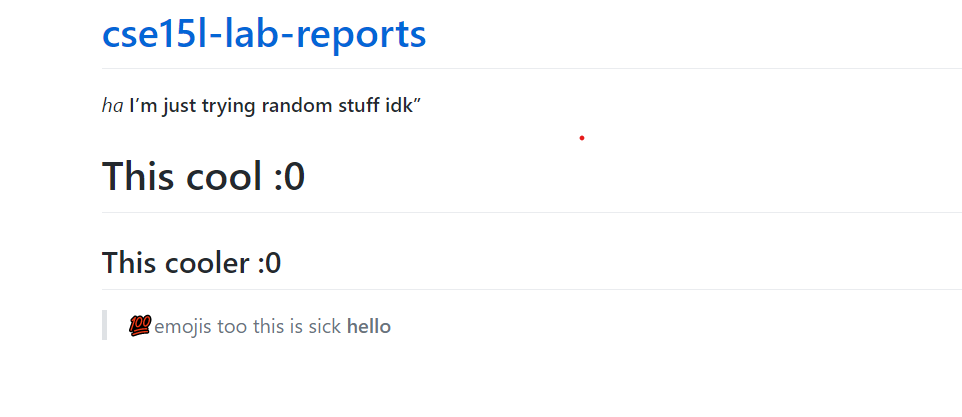 cse15l-lab-reports
ha I’m just trying random stuff idk”
This cool :0
This cooler :0
💯emojis too this is sick hello